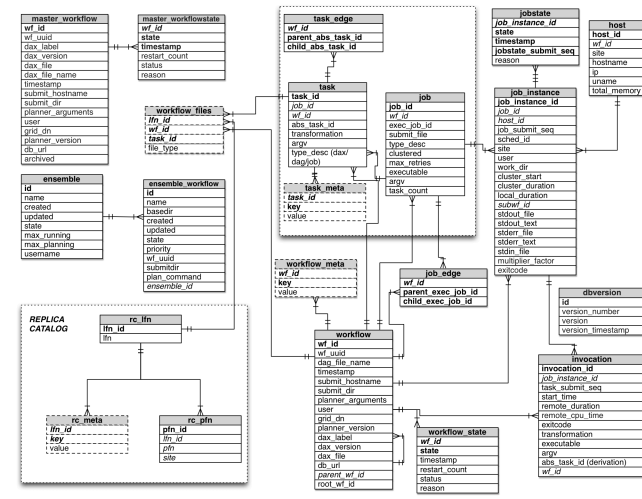 master_workflow
wf_id
wf_uuid
dax_label
dax_version
dax_file
dax_file_name
timestamp
submit_hostname
submit_dir
planner_arguments
user
grid_dn
planner_version
db_url
archived
master_workflowstate
wf_id
state
timestamp
restart_count
status
reason
task_edge
wf_id
parent_abs_task_id
child_abs_task_id
task
task_id
job_id
wf_id
abs_task_id
transformation
argv
type_desc (dax/
dag/job)
task_meta
task_id
key
value
job
job_id
wf_id
exec_job_id
submit_file
type_desc
clustered
max_retries
executable
argv
task_count
jobstate
job_instance_id
state
timestamp
jobstate_submit_seq
reason
host
host_id
wf_id
site
hostname
ip
uname
total_memory
job_instance
job_instance_id
job_id
host_id
job_submit_seq
sched_id
site
user
work_dir
cluster_start
cluster_duration
local_duration
subwf_id
stdout_file
stdout_text
stderr_file
stderr_text
stdin_file
multiplier_factor
exitcode
workflow_files
lfn_id
wf_id
task_id
file_type
ensemble
id
name
created
updated
state
max_running
max_planning
username
ensemble_workflow
id
name
basedir
created
updated
state
priority
wf_uuid
submitdir
plan_command
ensemble_id
workflow_meta
wf_id
key
value
job_edge
wf_id
parent_exec_job_id
child_exec_job_id
dbversion
id
version_number
version
version_timestamp
REPLICA
CATALOG
rc_lfn
lfn_id
lfn
rc_meta
lfn_id
key
value
rc_pfn
pfn_id
lfn_id
pfn
site
workflow
wf_id
wf_uuid
dag_file_name
timestamp
submit_hostname
submit_dir
planner_arguments
user
grid_dn
planner_version
dax_label
dax_version
dax_file
db_url
parent_wf_id
root_wf_id
workflow_state
wf_id
state
timestamp
restart_count
status
reason
invocation
invocation_id
job_instance_id
task_submit_seq
start_time
remote_duration
remote_cpu_time
exitcode
transformation
executable
argv
abs_task_id (derivation)
wf_id